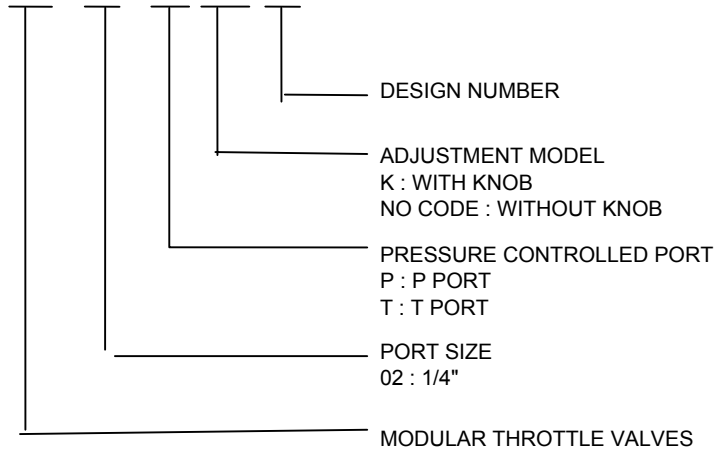 DESIGN NUMBER
ADJUSTMENT MODEL
K : WITH KNOB
NO CODE : WITHOUT KNOB
PRESSURE CONTROLLED PORT
P : P PORT
T : T PORT
PORT SIZE
02 : 1/4"
MODULAR THROTTLE VALVES